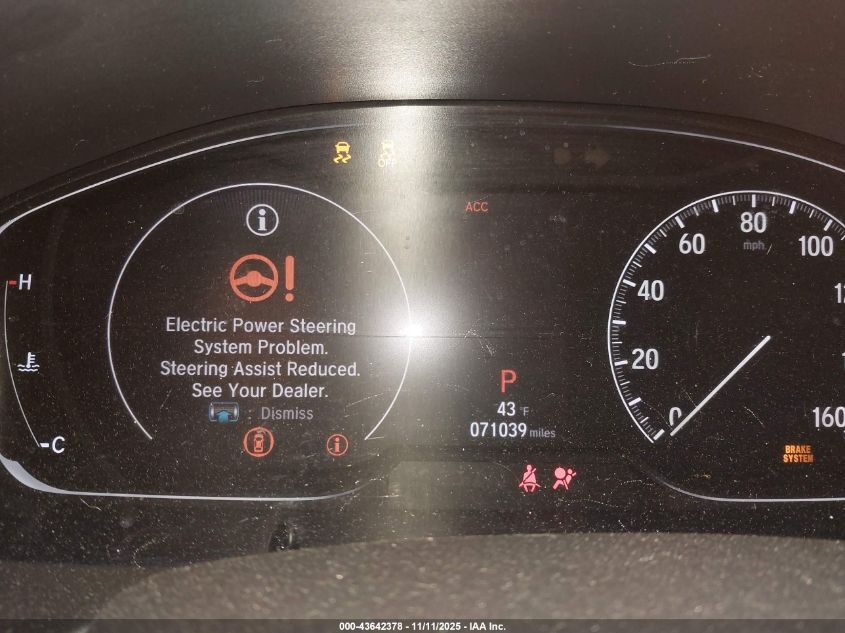 ACC
80
mph
60
100
40
20
0
160
H
C
Electric Power Steering
System Problem.
Steering Assist Reduced.
See Your Dealer.
: Dismiss
P
43 °F
071039 miles
BRAKE
SYSTEM
000-43642378 - 11/11/2025 - IAA Inc.